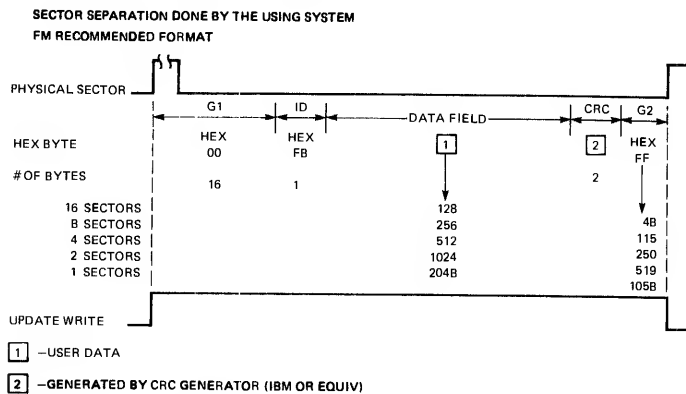 SECTOR SEPARATION DONE BY THE USING SYSTEM
FM RECOMMENDED FORMAT
PHYSICAL SECTOR
G1 ID DATA FIELD CRC G2
HEX BYTE HEX 00 HEX FB 1 2 HEX FF
# OF BYTES 16 1 2
16 SECTORS 128
8 SECTORS 256 48
4 SECTORS 512 115
2 SECTORS 1024 250
1 SECTORS 2048 519
1058
UPDATE WRITE
1 –USER DATA
2 –GENERATED BY CRC GENERATOR (IBM OR EQUIV)